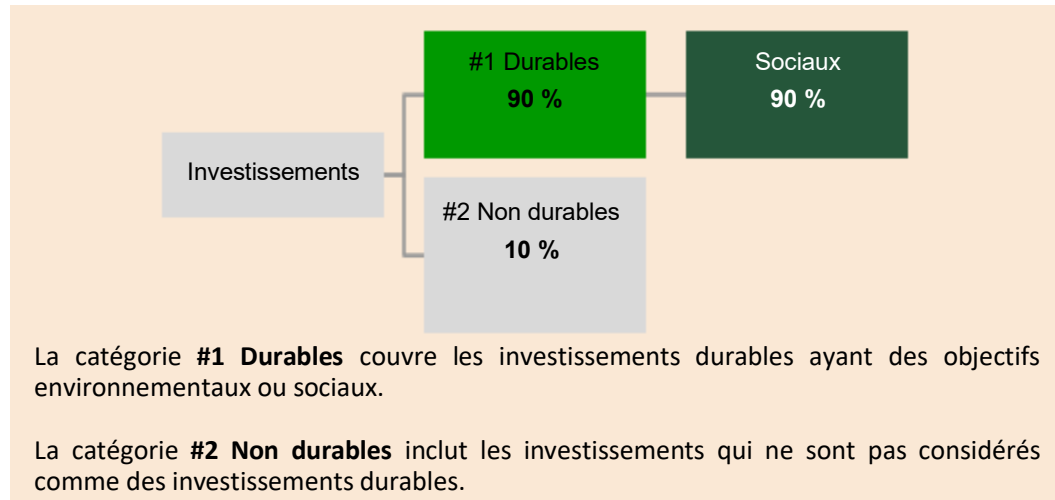 #1 Durables
90 %
Sociaux
90 %
Investissements
#2 Non durables
10 %
La catégorie #1 Durables couvre les investissements durables ayant des objectifs
environnementaux ou sociaux.
La catégorie #2 Non durables inclut les investissements qui ne sont pas considérés
comme des investissements durables.